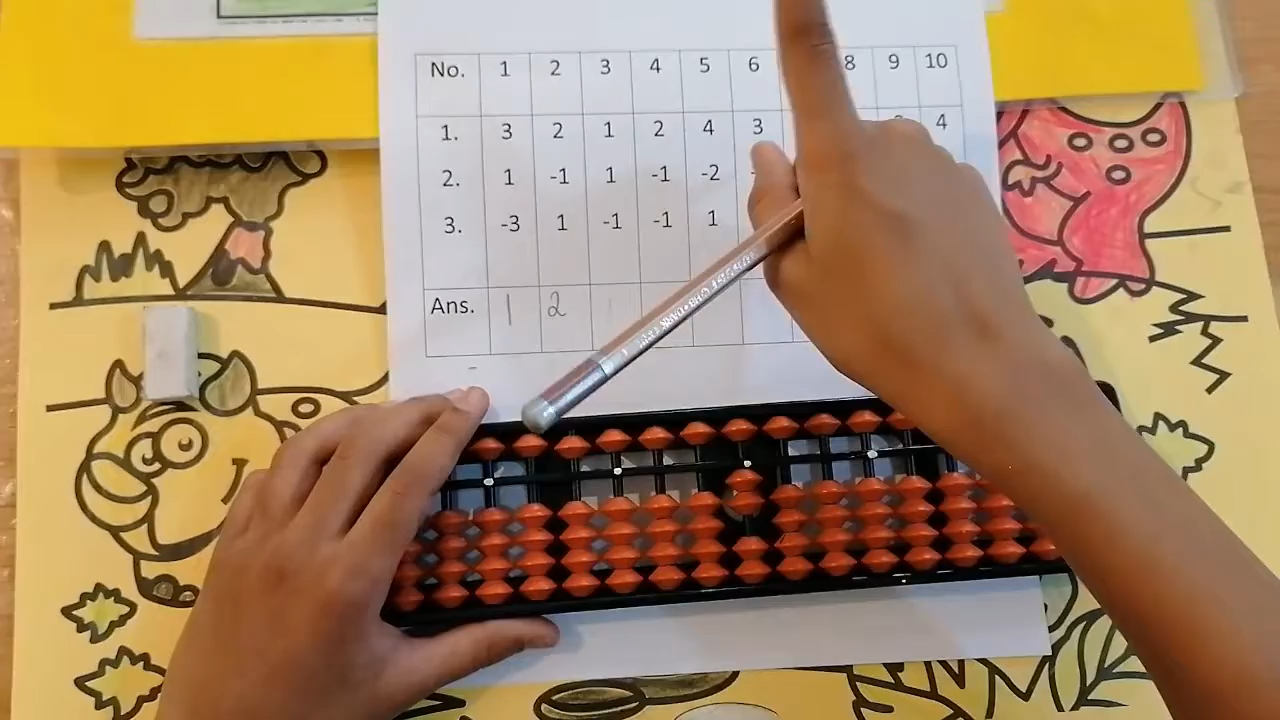 No. 1 2 3 4 5 6 8 9 10
1. 3 2 1 2 4 3 4
2. 1 -1 1 -1 -2
3. -3 1 -1 -1 1
Ans. 1 2